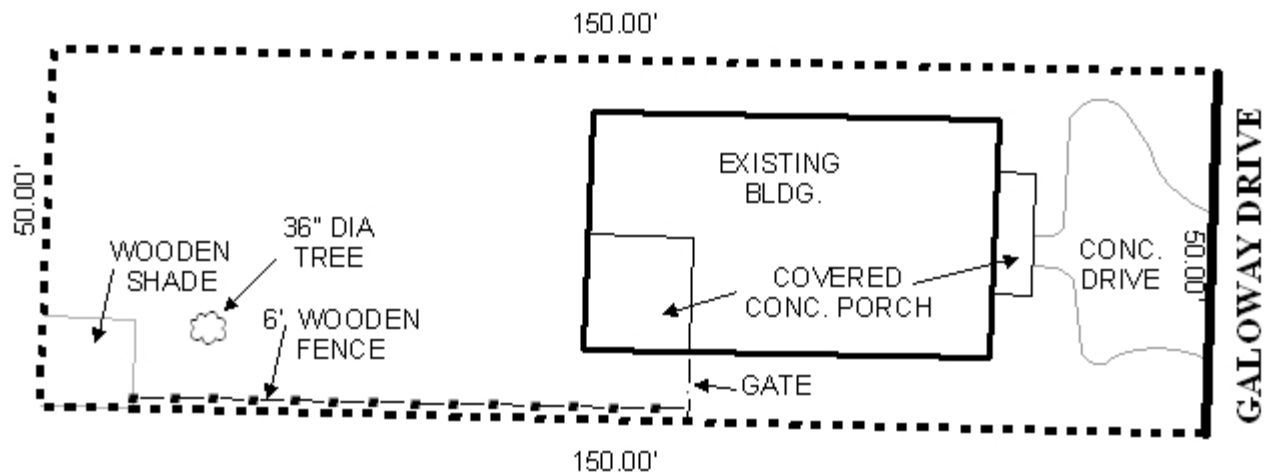 150.00'
EXISTING
BLDG.
50.00'
GALOWAY DRIVE
36" DIA
TREE
WOODEN
SHADE
CONC.
DRIVE
50.00'
COVERED
CONC. PORCH
6' WOODEN
FENCE
GATE
150.00'